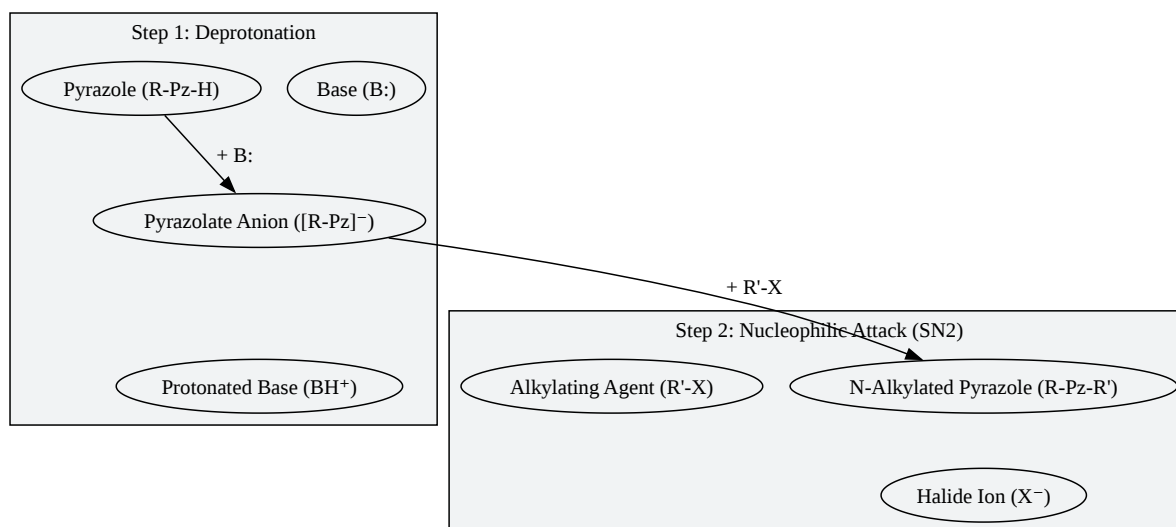 Step 1: Deprotonation
Pyrazole (R-Pz-H)
Base (B:)
+ B:
Pyrazolate Anion ([R-Pz]⁻)
+ R'-X
Step 2: Nucleophilic Attack (SN2)
Protonated Base (BH⁺)
Alkylating Agent (R'-X)
N-Alkylated Pyrazole (R-Pz-R')
Halide Ion (X⁻)